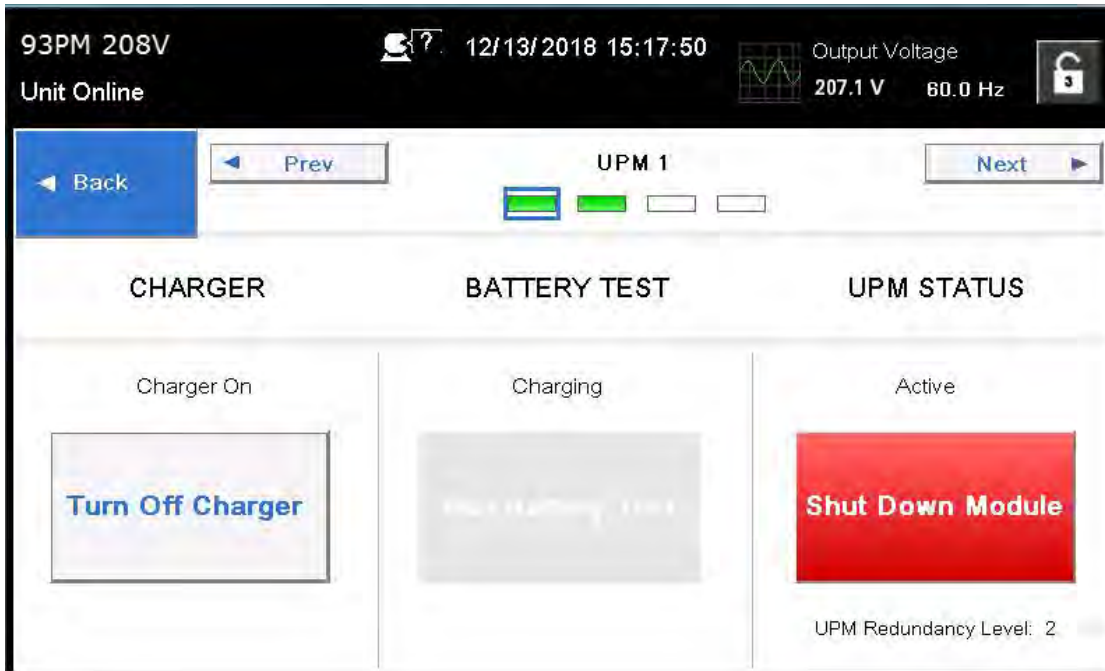 93PM 208V
12/13/2018 15:17:50
Output Voltage
Unit Online
207.1 V 60.0 Hz
3
?
Back
Prev
UPM 1
Next
CHARGER
BATTERY TEST
UPM STATUS
Charger On
Charging
Active
Turn Off Charger
Shut Down Module
UPM Redundancy Level: 2